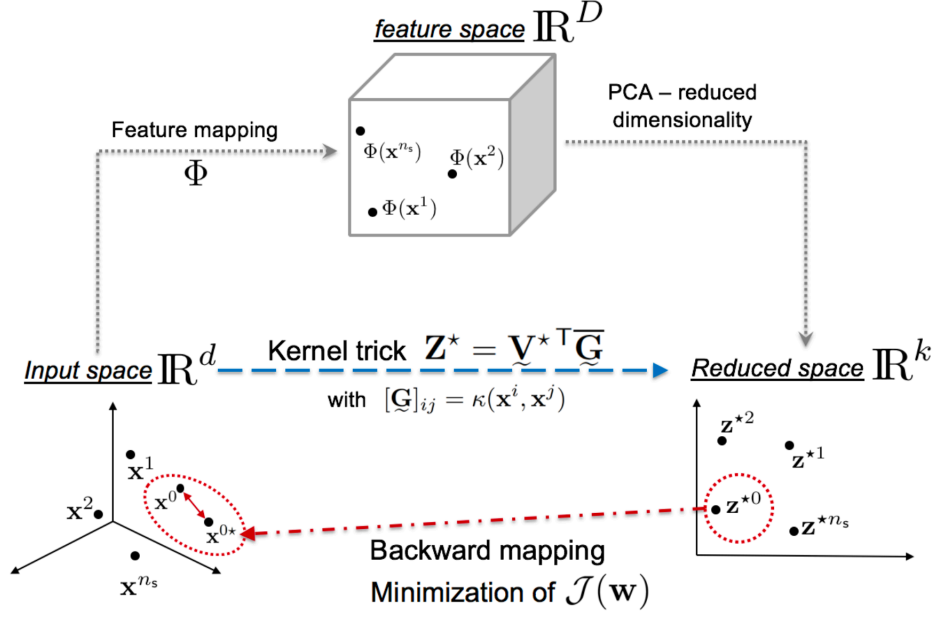 feature space ℝ^D
PCA – reduced
dimensionality
Feature mapping
Φ
Φ(x^{n_s})
Φ(x^2)
Φ(x^1)
Kernel trick Z^⋆ = V̰^{⋆⊤} G̰̅
with [G̰]_{ij} = κ(x^i, x^j)
Input space ℝ^d
Reduced space ℝ^k
x^1
x^0
x^{0⋆}
x^2
x^{n_s}
z^{⋆2}
z^{⋆1}
z^{⋆0}
z^{⋆n_s}
Backward mapping
Minimization of 𝒥(w)